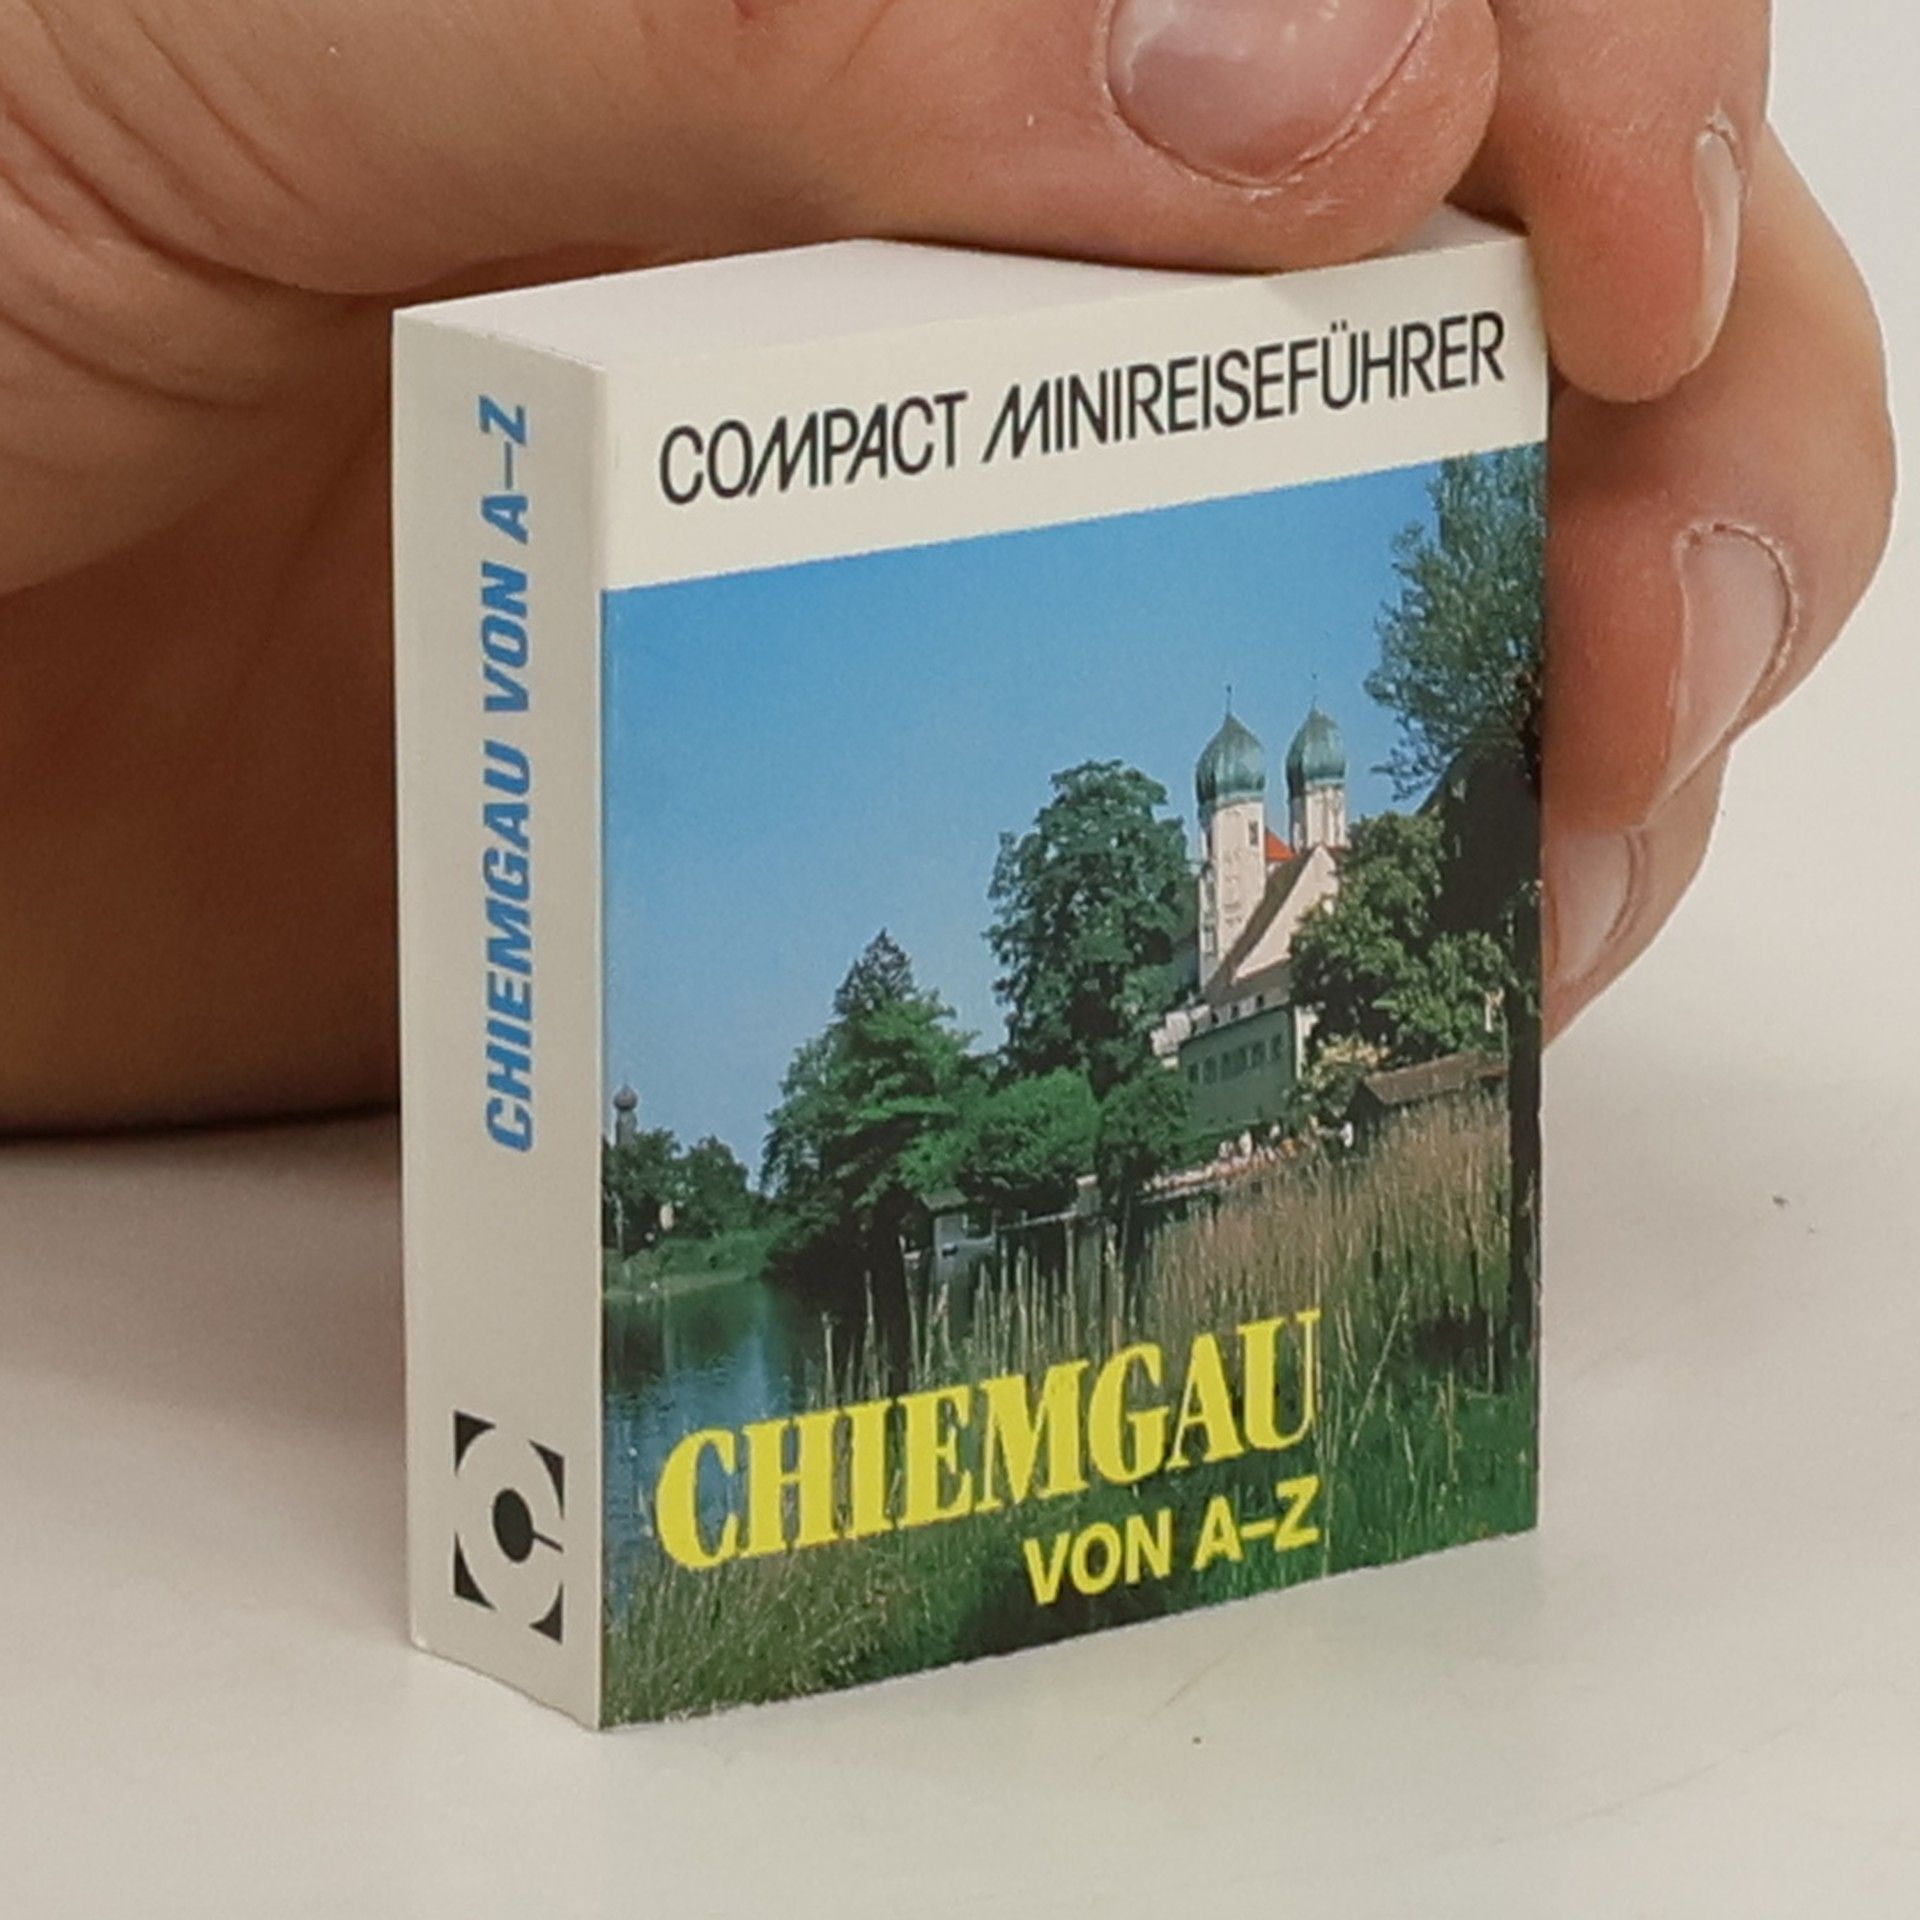 CHIEMGAU VON A–Z
COMPACT MINIREISEFÜHRER
CHIEMGAU
VON A–Z